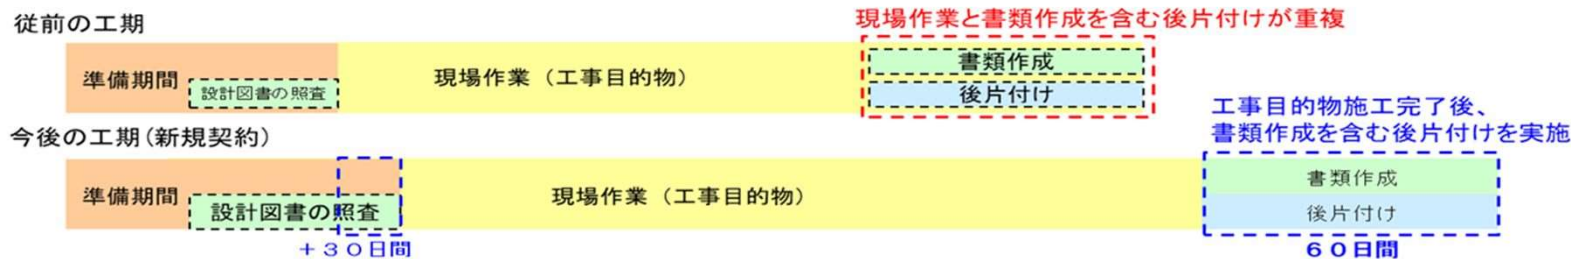 従前の工期
現場作業と書類作成を含む後片付けが重複
準備期間
設計図書の照査
現場作業（工事目的物）
書類作成
後片付け
今後の工期(新規契約)
工事目的物施工完了後、
書類作成を含む後片付けを実施
準備期間
設計図書の照査
現場作業（工事目的物）
書類作成
後片付け
＋３０日間
６０日間